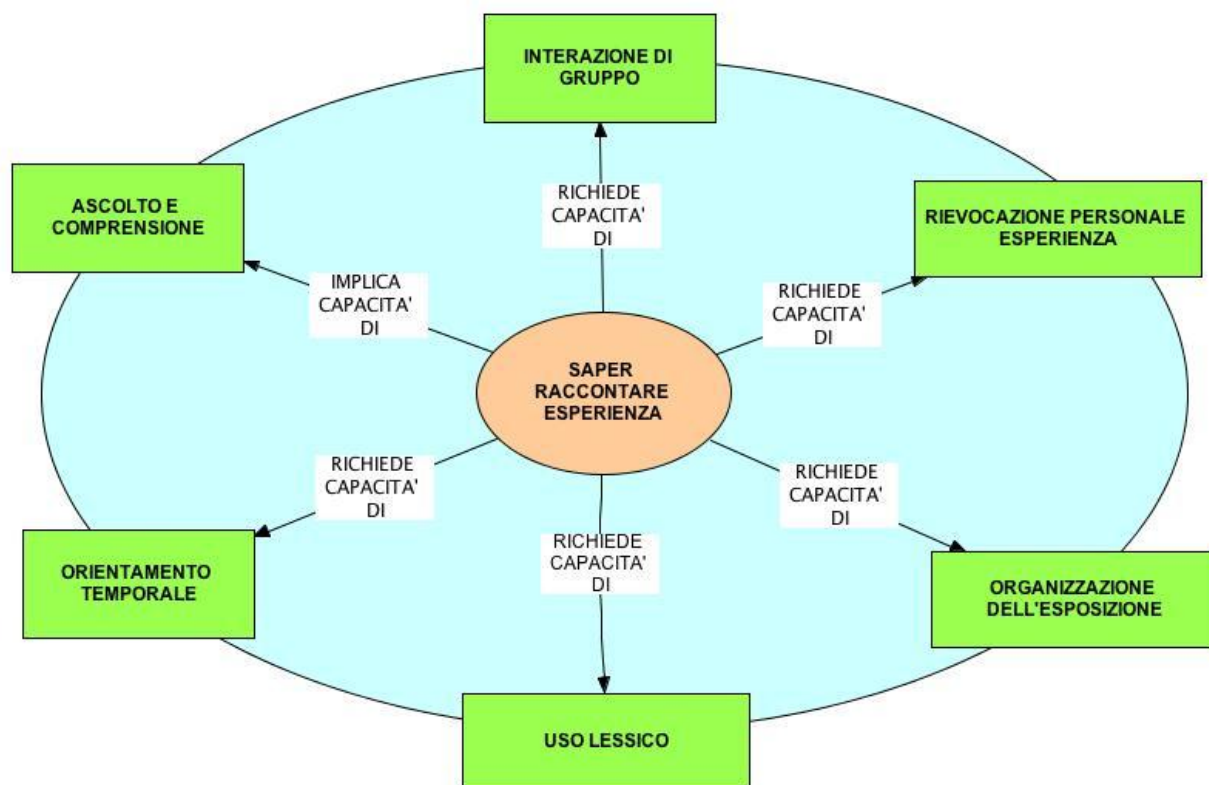 INTERAZIONE DI
GRUPPO
ASCOLTO E
COMPRENSIONE
RICHIEDE
CAPACITA'
DI
RIEVOCAZIONE PERSONALE
ESPERIENZA
IMPLICA
CAPACITA'
DI
RICHIEDE
CAPACITA'
DI
SAPER
RACCONTARE
ESPERIENZA
RICHIEDE
CAPACITA'
DI
RICHIEDE
CAPACITA'
DI
RICHIEDE
CAPACITA'
DI
ORIENTAMENTO
TEMPORALE
ORGANIZZAZIONE
DELL'ESPOSIZIONE
USO LESSICO